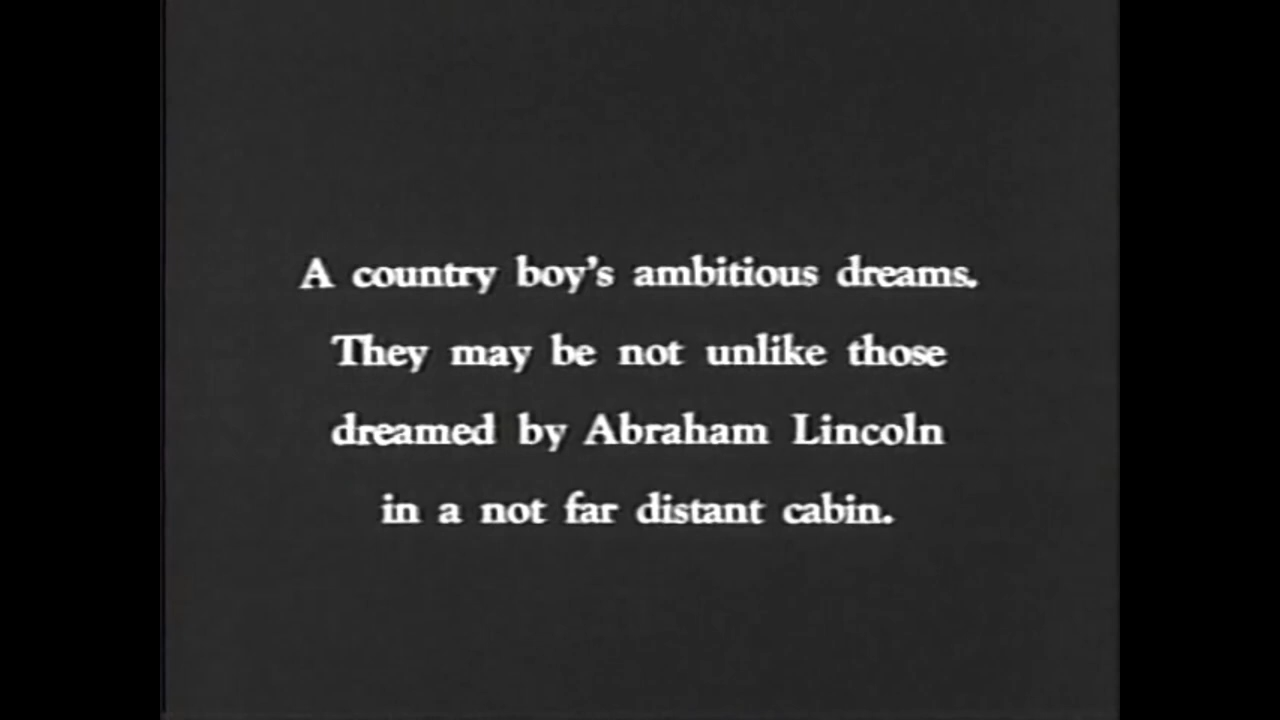 A country boy's ambitious dreams.
They may be not unlike those
dreamed by Abraham Lincoln
in a not far distant cabin.